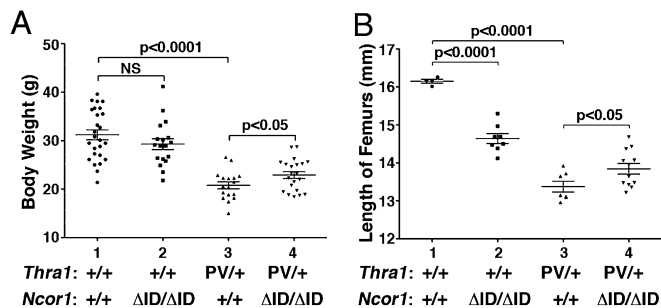 A
p<0.0001
NS
p<0.05
Body Weight (g)
50
40
30
20
10
1 2 3 4
Thra1: +/+ +/+ PV/+ PV/+
Ncor1: +/+ ΔID/ΔID +/+ ΔID/ΔID
B
p<0.0001
p<0.0001
p<0.05
Length of Femurs (mm)
17
16
15
14
13
12
1 2 3 4
Thra1: +/+ +/+ PV/+ PV/+
Ncor1: +/+ ΔID/ΔID +/+ ΔID/ΔID